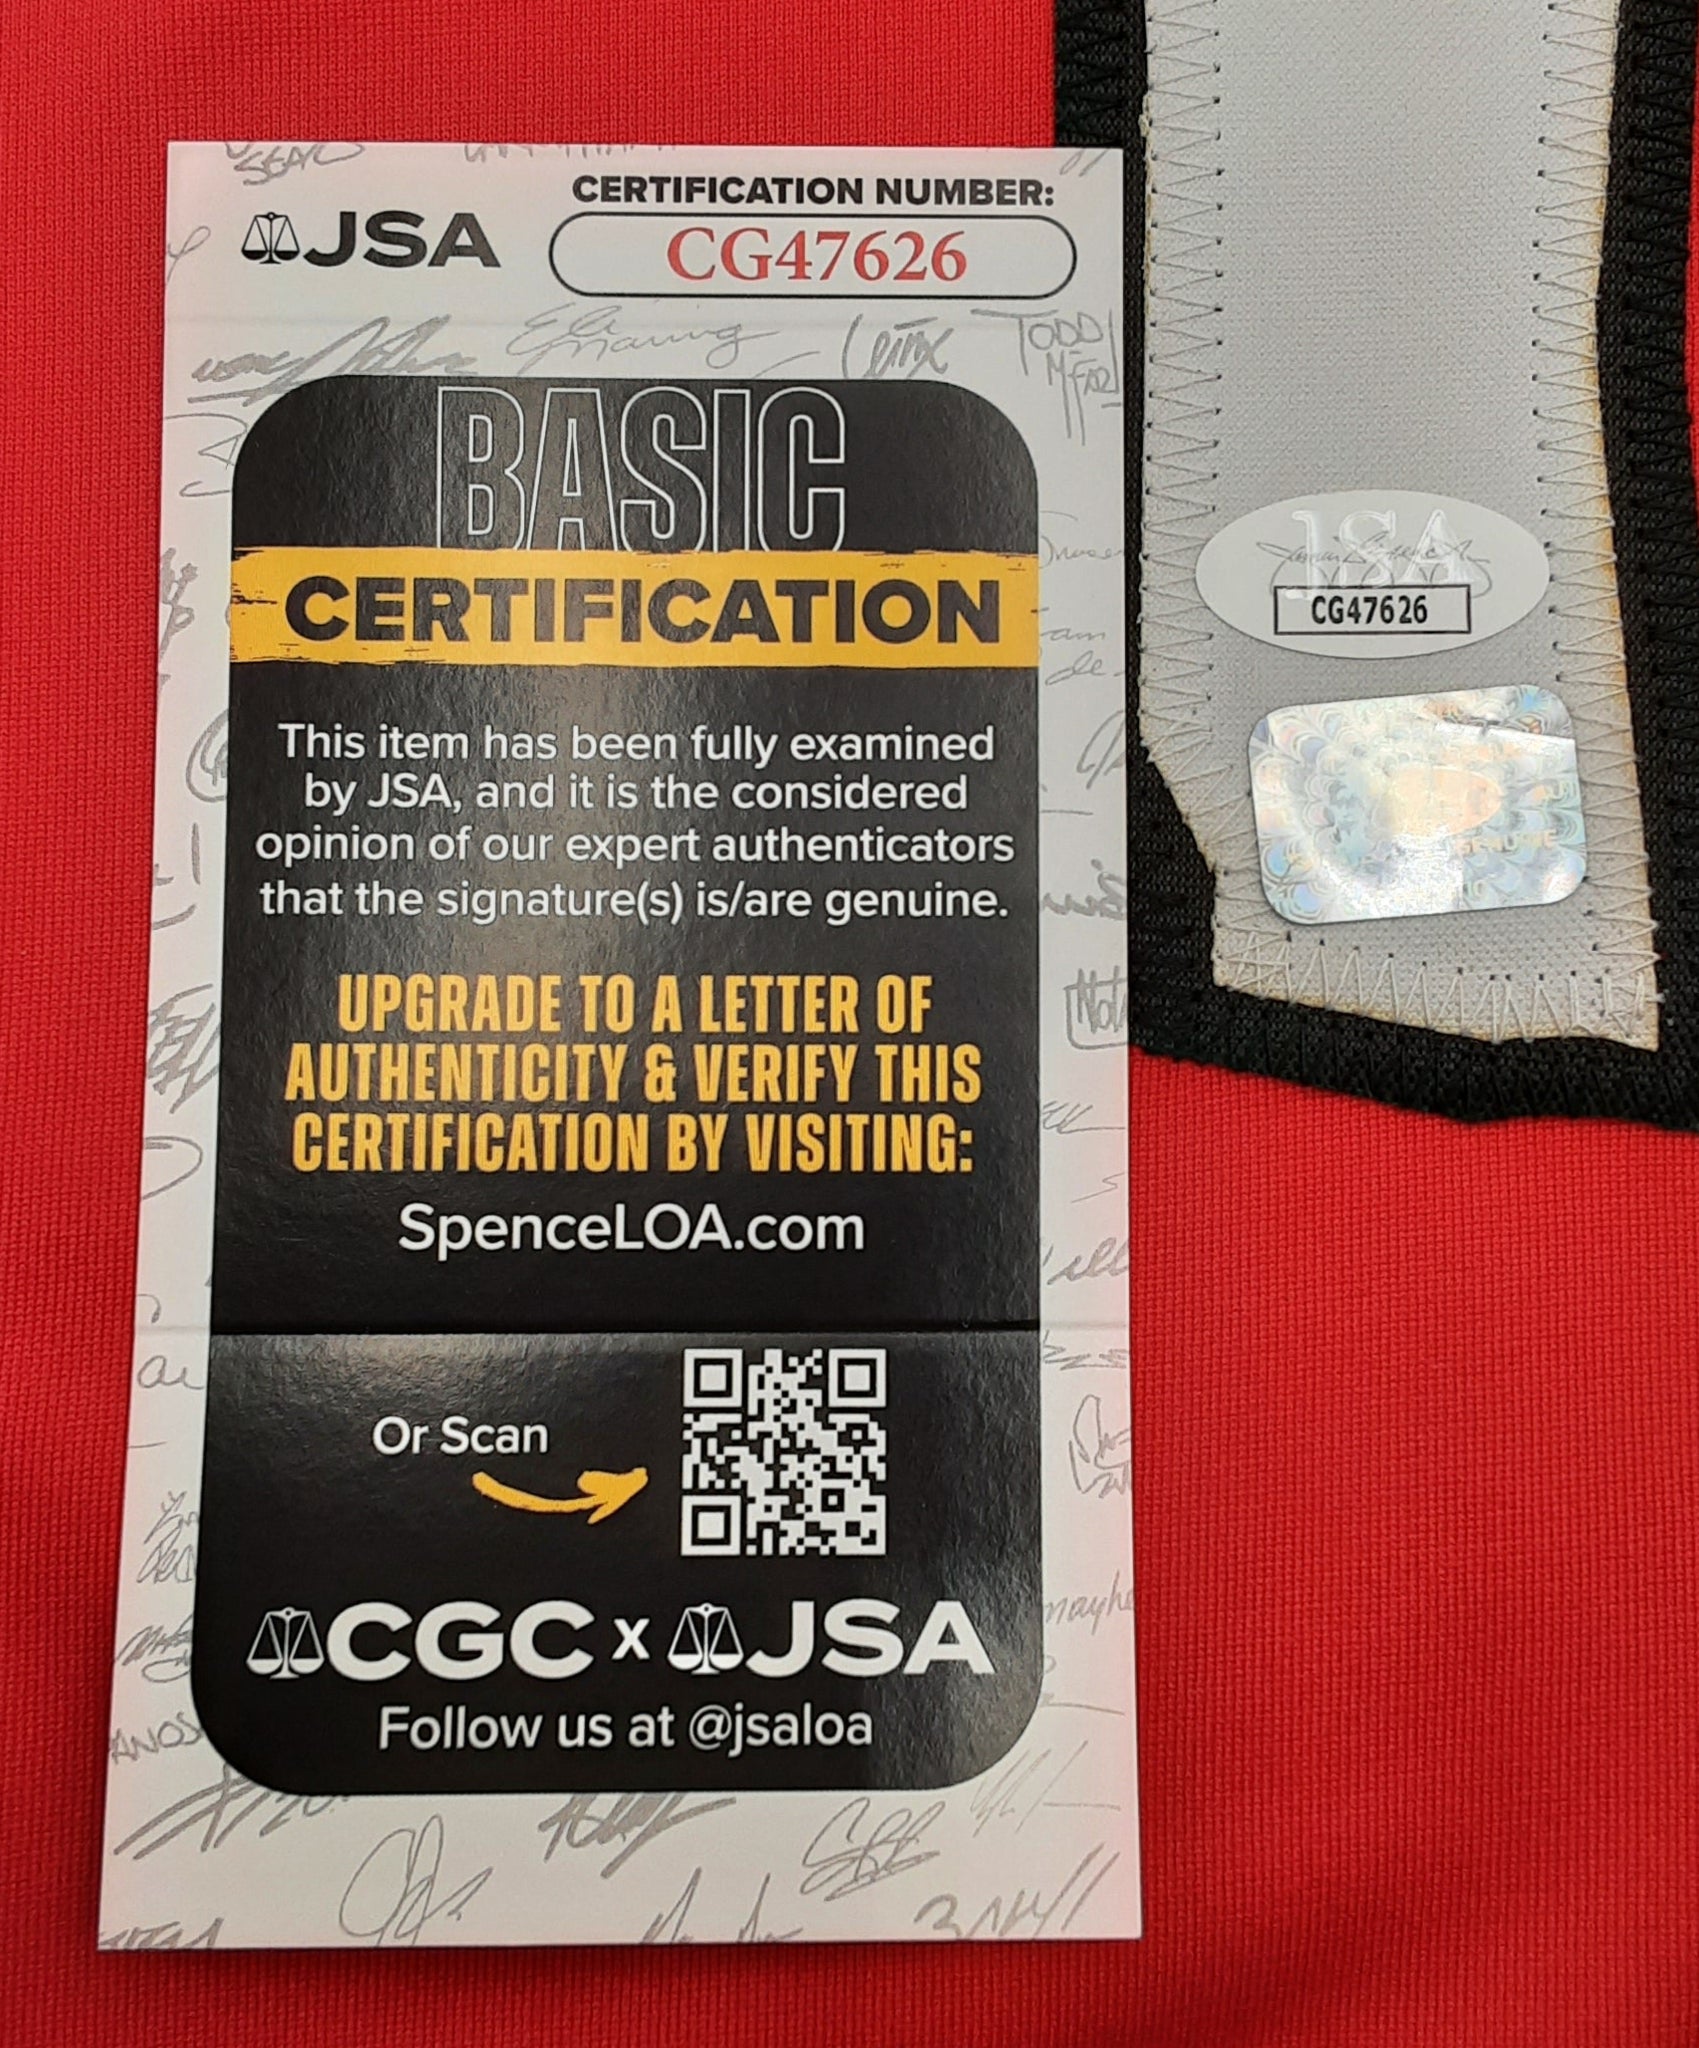 JSA
CERTIFICATION NUMBER:
CG47626
BASIC
CERTIFICATION
This item has been fully examined
by JSA, and it is the considered
opinion of our expert authenticators
that the signature(s) is/are genuine.
UPGRADE TO A LETTER OF
AUTHENTICITY & VERIFY THIS
CERTIFICATION BY VISITING:
SpenceLOA.com
Or Scan
CGC x JSA
Follow us at @jsaloa
JSA
CG47626
GENUINE